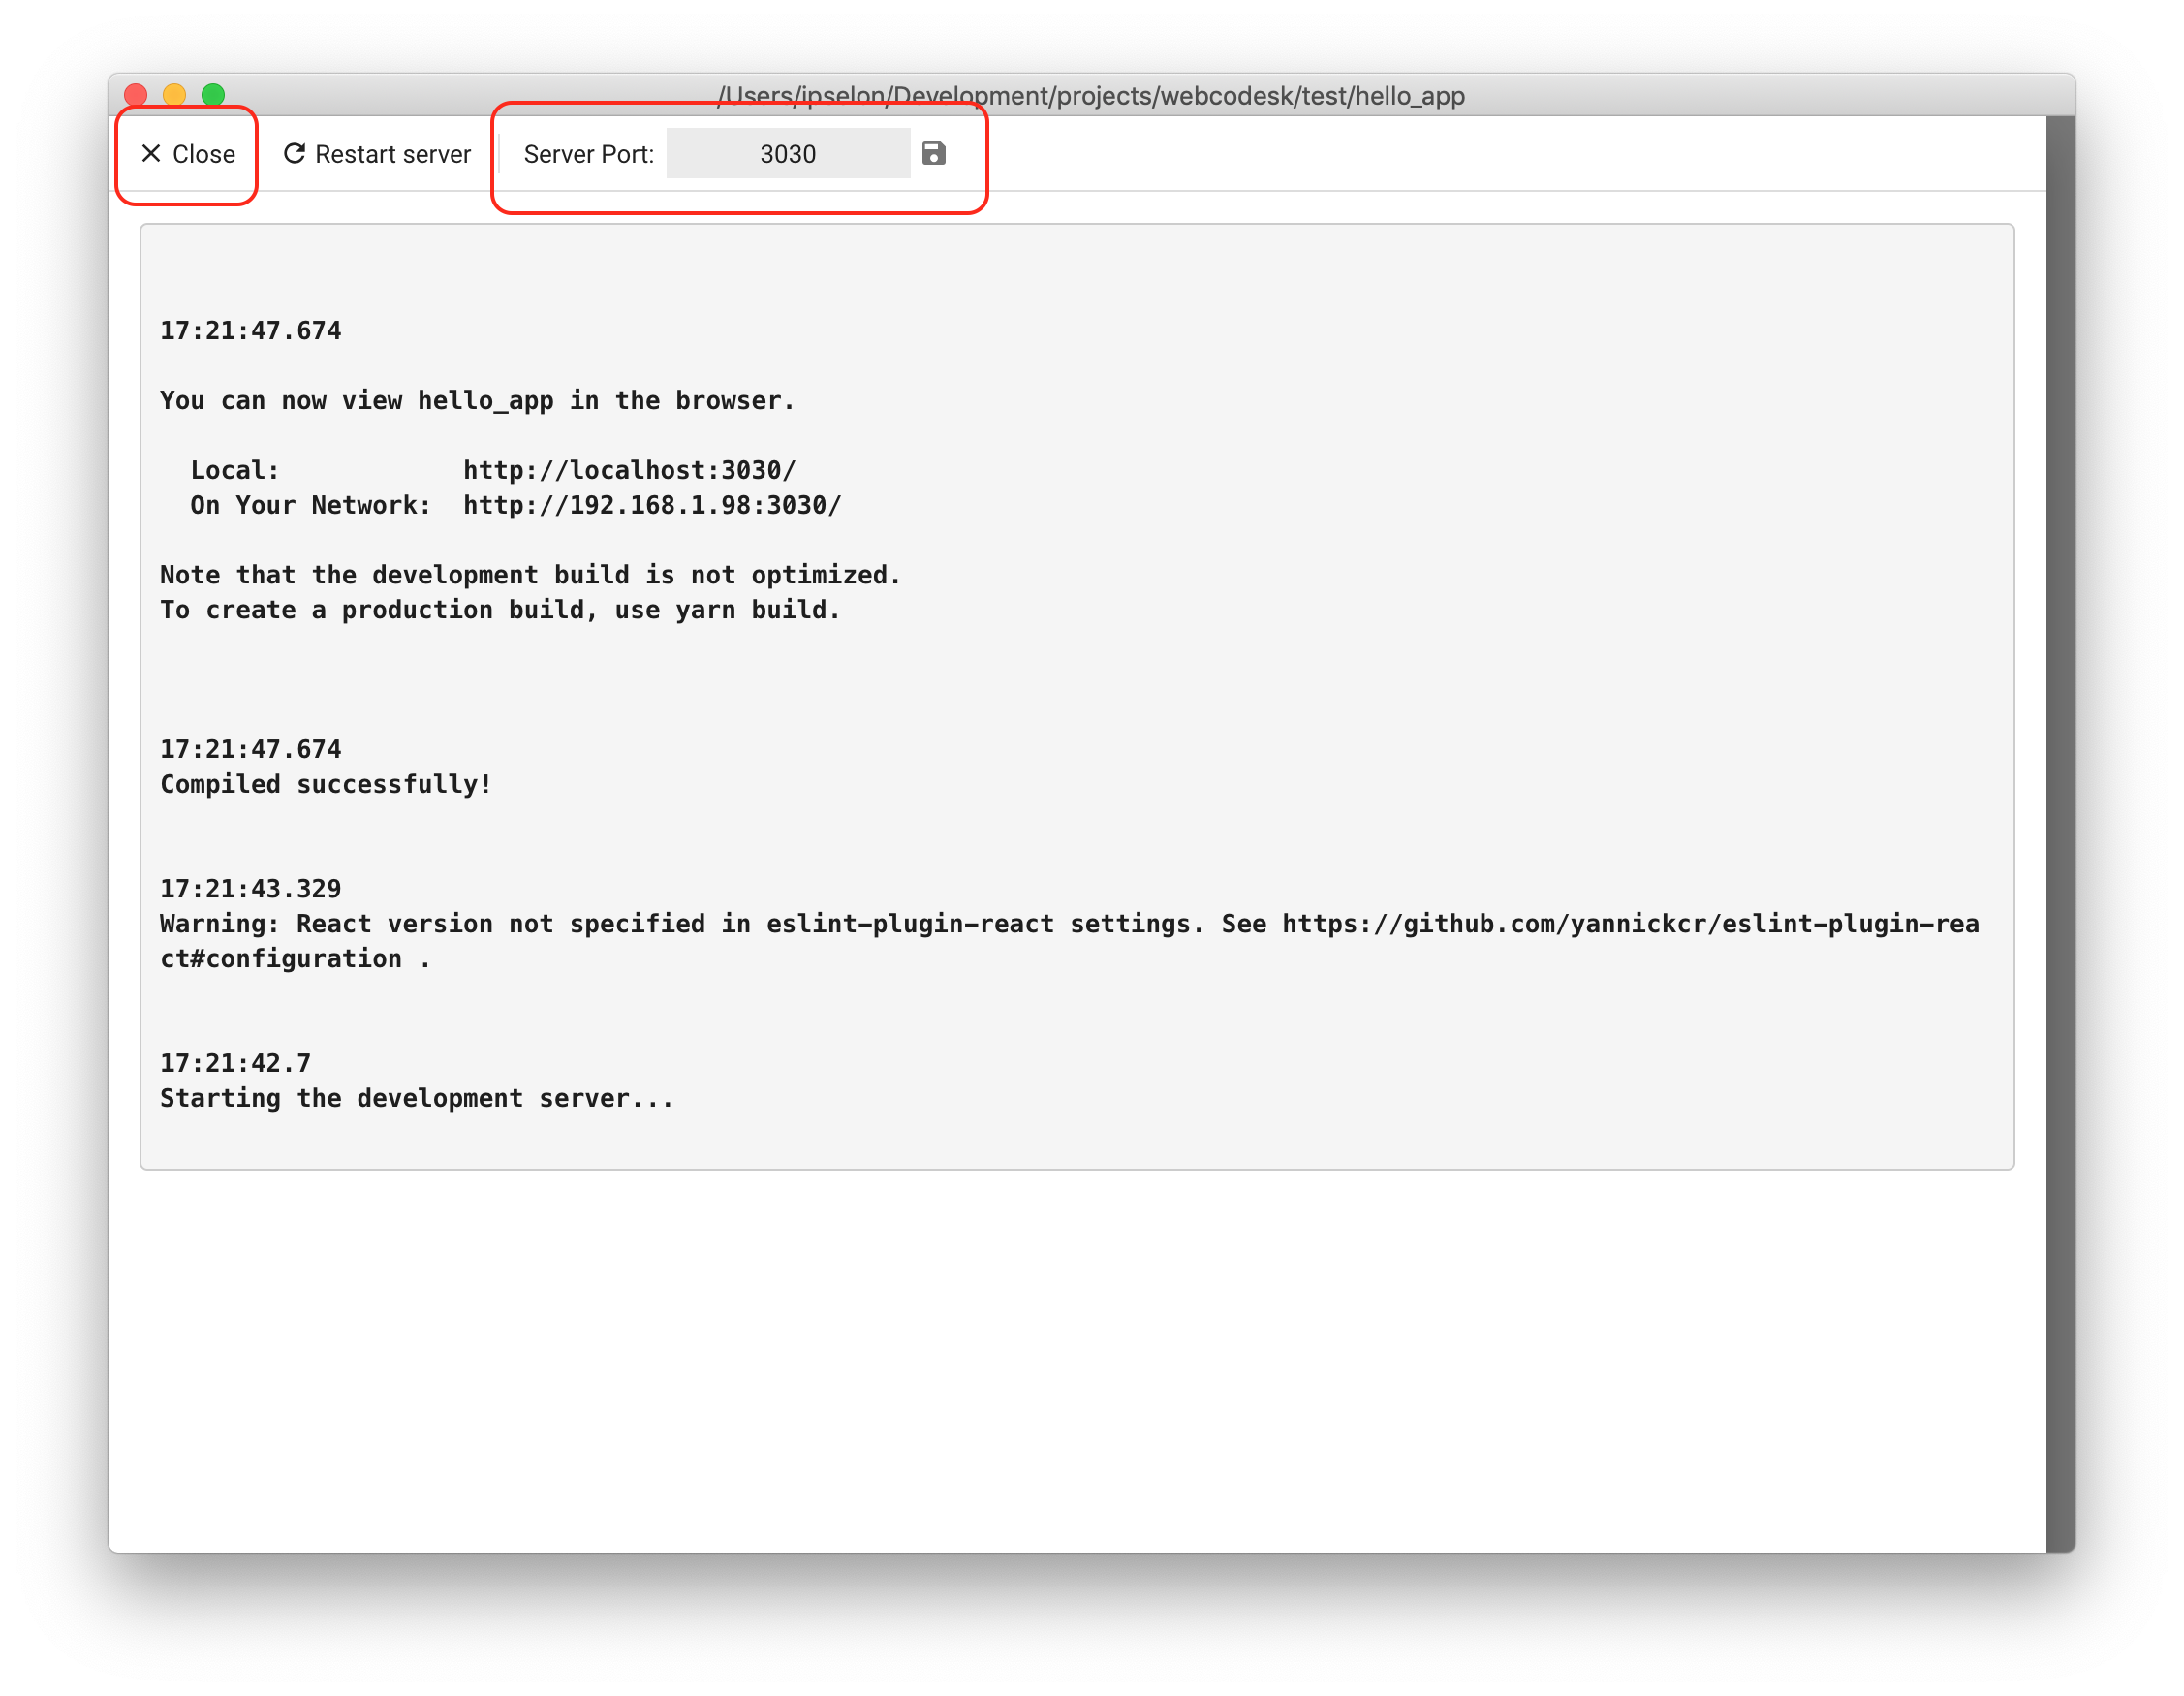 /Users/ipselon/Development/projects/webcodesk/test/hello_app
Close Restart server Server Port: 3030
17:21:47.674
You can now view hello_app in the browser.
Local: http://localhost:3030/
On Your Network: http://192.168.1.98:3030/
Note that the development build is not optimized.
To create a production build, use yarn build.
17:21:47.674
Compiled successfully!
17:21:43.329
Warning: React version not specified in eslint-plugin-react settings. See https://github.com/yannickcr/eslint-plugin-rea
ct#configuration .
17:21:42.7
Starting the development server...